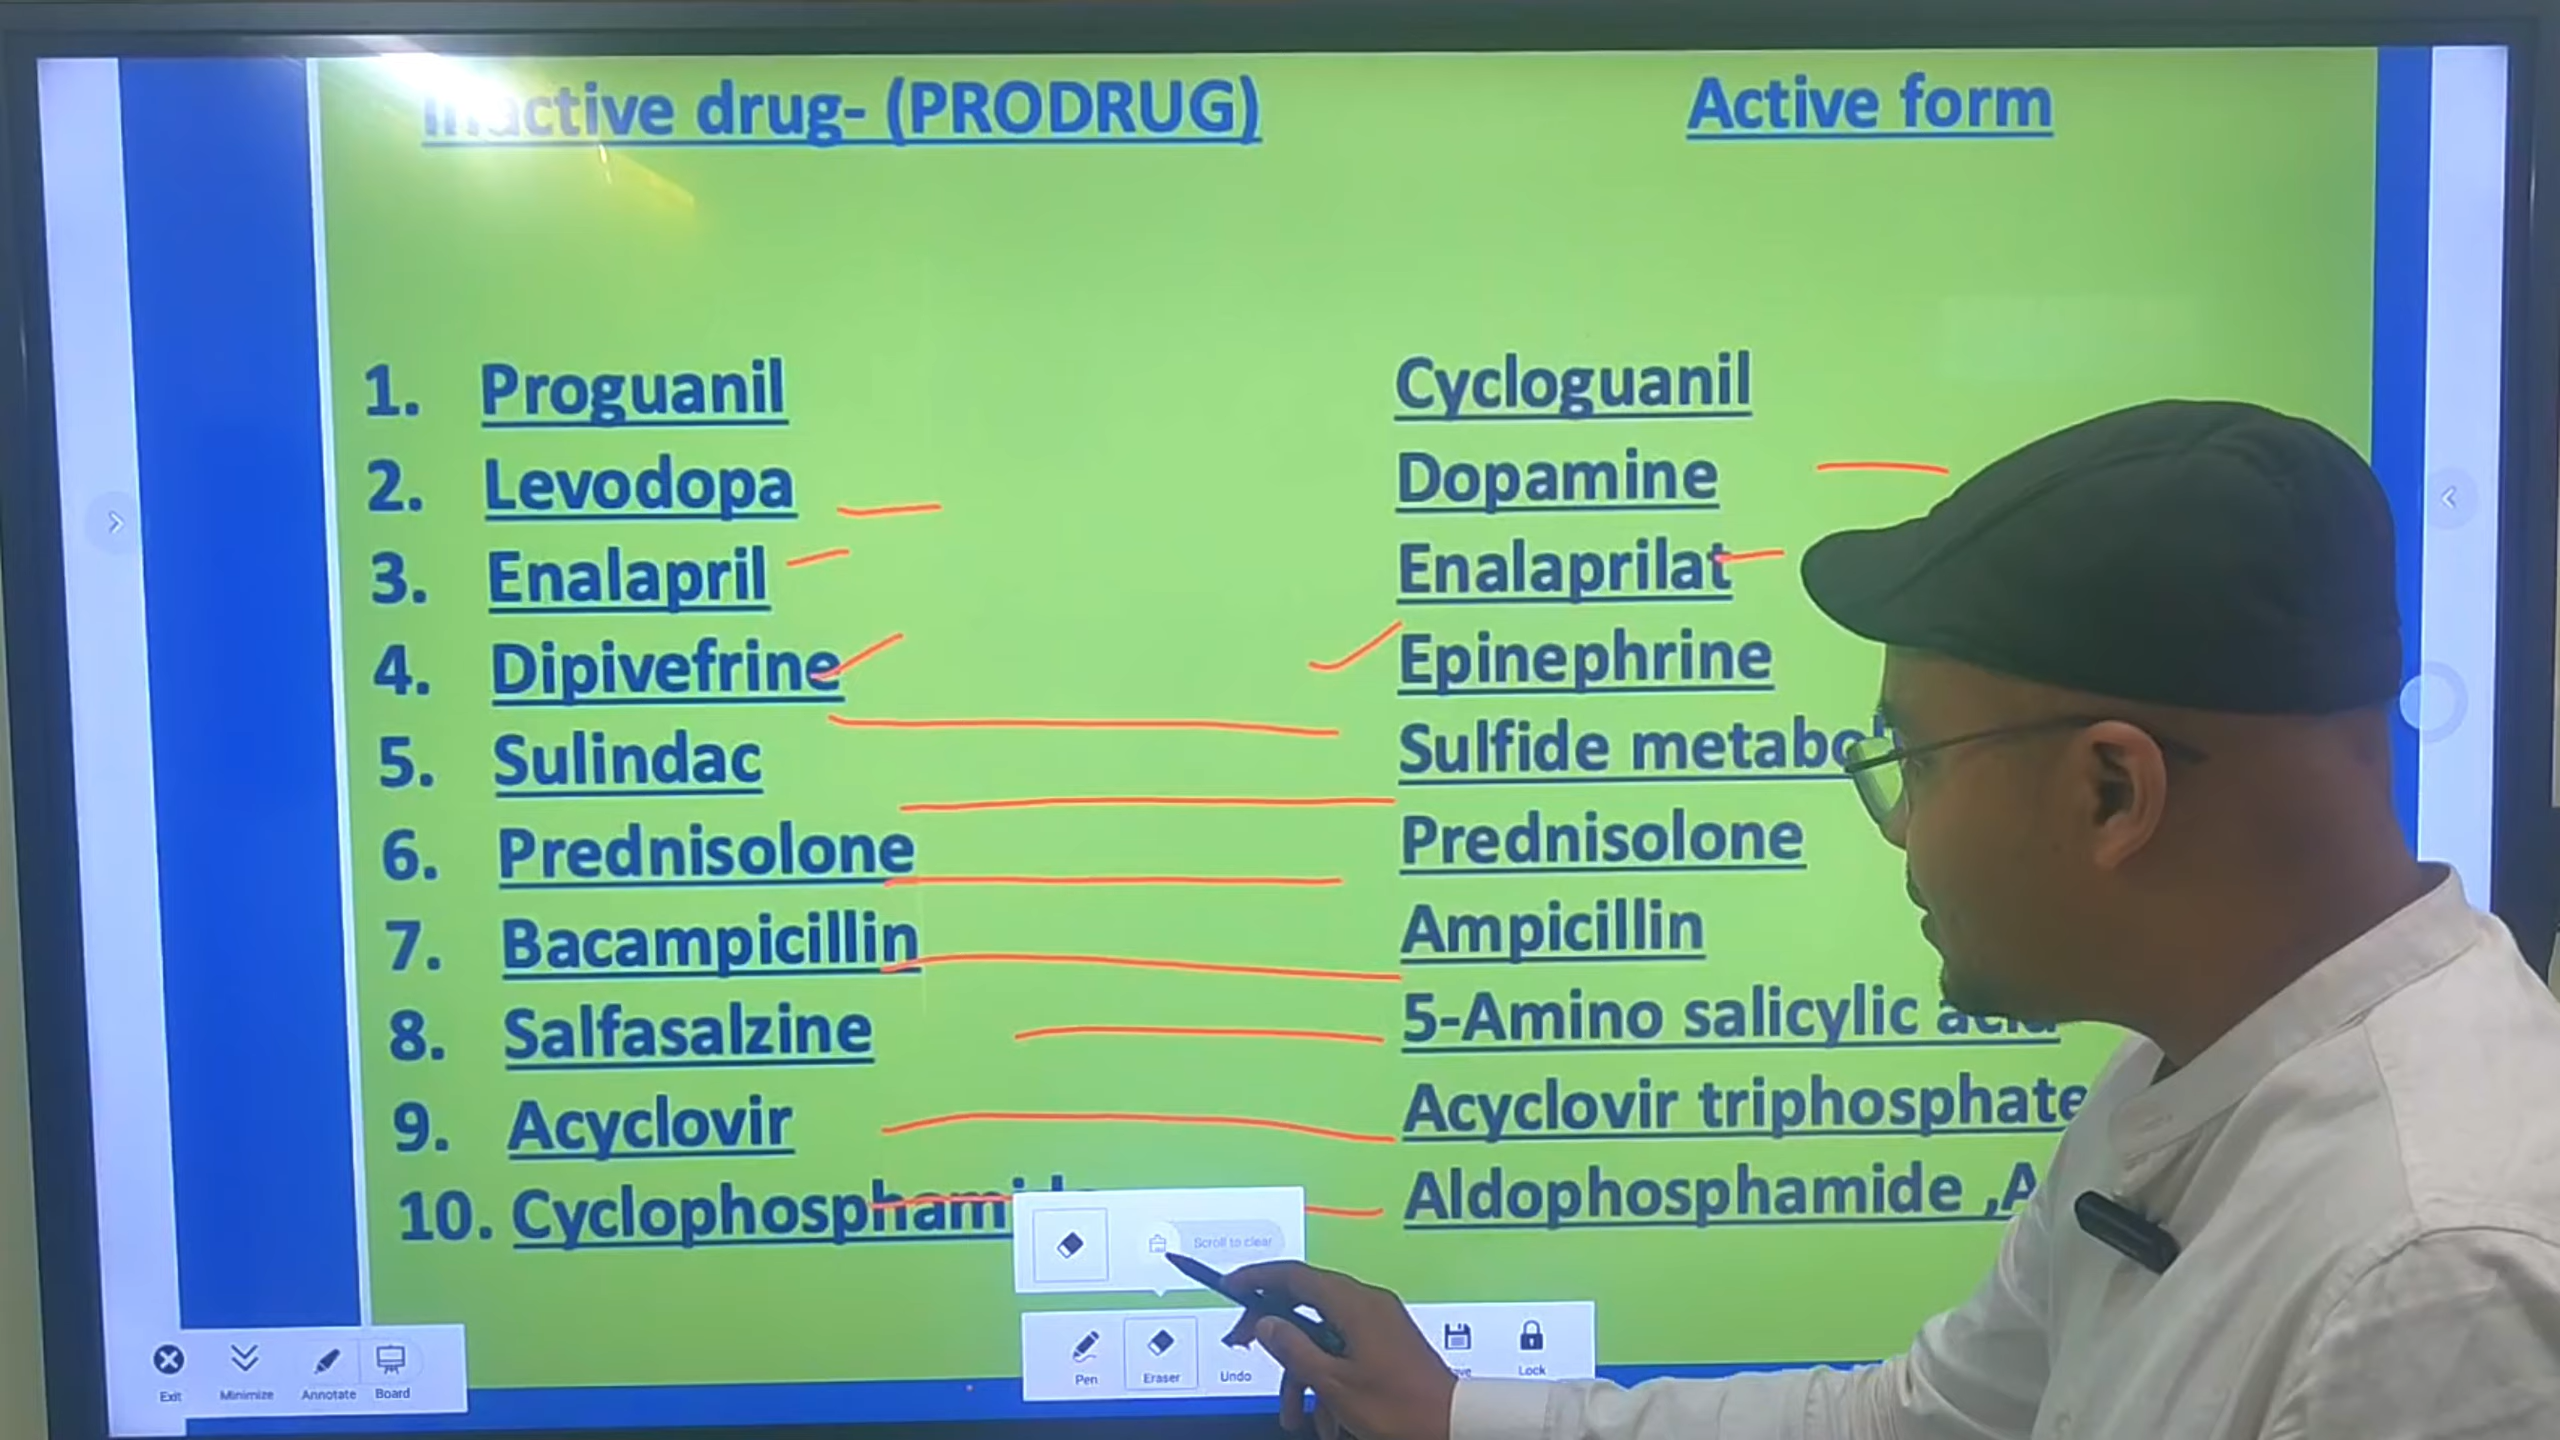 Inactive drug- (PRODRUG) Active form
1. Proguanil Cycloguanil
2. Levodopa Dopamine
3. Enalapril Enalaprilat
4. Dipivefrine Epinephrine
5. Sulindac Sulfide
6. Prednisolone Prednisolone
7. Bacampicillin Ampicillin
8. Salfasalzine 5-Amino salicylic acid
9. Acyclovir Acyclovir triphosphate
10. Cyclophosphamide Aldophosphamide ,
Scroll to clear
Exit Minimize Annotate Board Pen Eraser Undo Lock